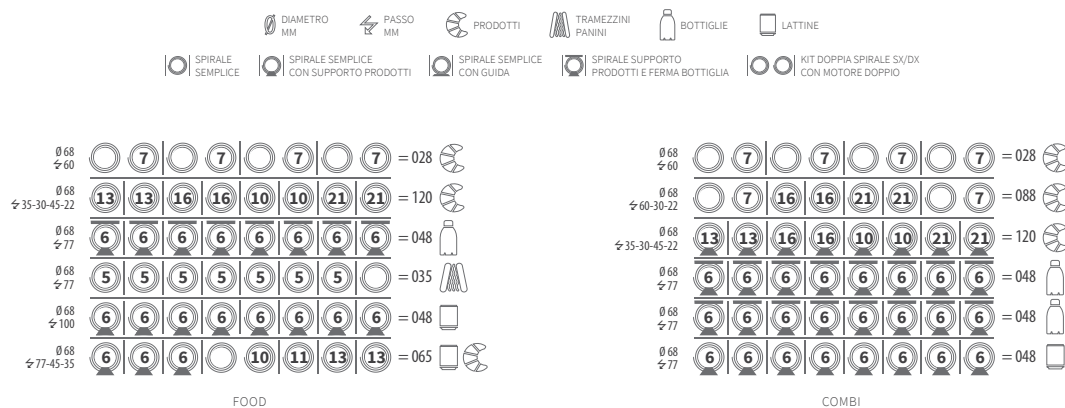 DIAMETRO
MM
PASSO
MM
PRODOTTI
TRAMEZZINI
PANINI
BOTTIGLIE
LATTINE
SPIRALE
SEMPLICE
SPIRALE SEMPLICE
CON SUPPORTO PRODOTTI
SPIRALE SEMPLICE
CON GUIDA
SPIRALE SUPPORTO
PRODOTTI E FERMA BOTTIGLIA
KIT DOPPIA SPIRALE SX/DX
CON MOTORE DOPPIO
Ø 68
60
7 7 7 7 = 028
Ø 68
35-30-45-22
13 13 16 16 10 10 21 21 = 120
Ø 68
77
6 6 6 6 6 6 6 6 = 048
Ø 68
77
5 5 5 5 5 5 5 = 035
Ø 68
100
6 6 6 6 6 6 6 6 = 048
Ø 68
77-45-35
6 6 6 10 11 13 13 = 065
FOOD
Ø 68
60
7 7 7 7 = 028
Ø 68
60-30-22
7 16 16 21 21 7 = 088
Ø 68
35-30-45-22
13 13 16 16 10 10 21 21 = 120
Ø 68
77
6 6 6 6 6 6 6 6 = 048
Ø 68
77
6 6 6 6 6 6 6 6 = 048
Ø 68
77
6 6 6 6 6 6 6 6 = 048
COMBI